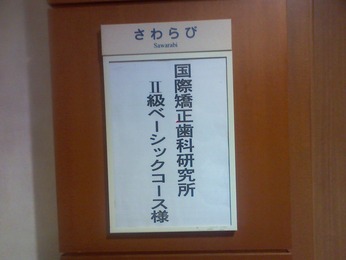 さわらび
Sawarabi
国際矯正歯科研究所
Ⅱ級ベーシックコース様